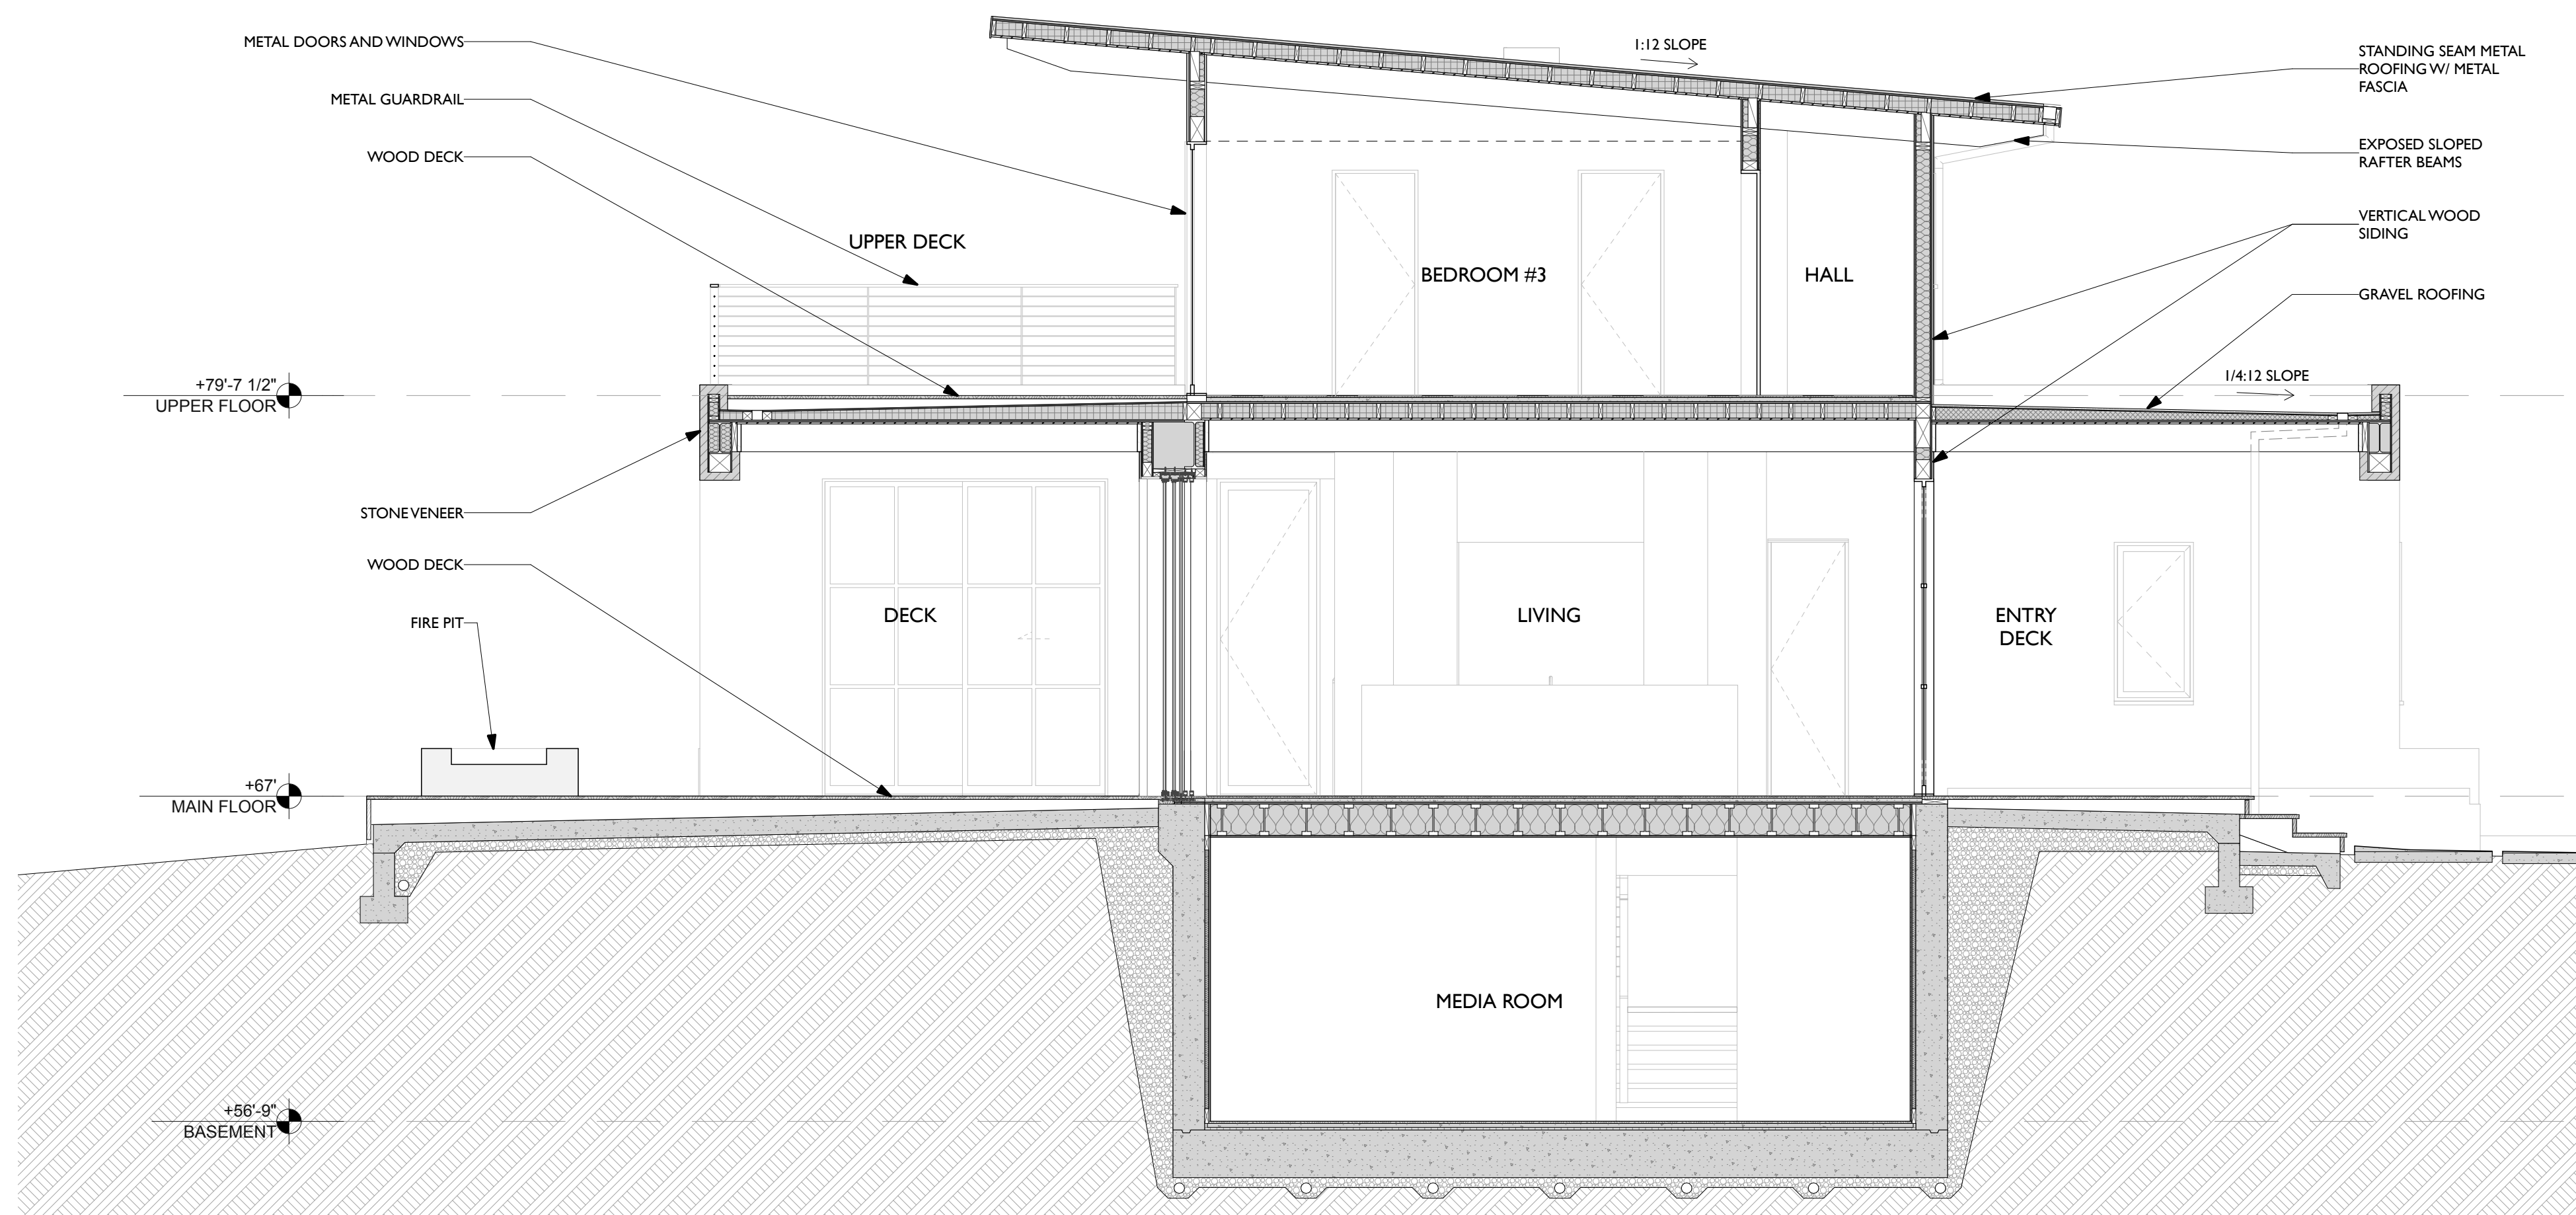 METAL DOORS AND WINDOWS
METAL GUARDRAIL
WOOD DECK
UPPER DECK
1:12 SLOPE
STANDING SEAM METAL
ROOFING W/ METAL
FASCIA
EXPOSED SLOPED
RAFTER BEAMS
VERTICAL WOOD
SIDING
GRAVEL ROOFING
BEDROOM #3
HALL
1/4:12 SLOPE
+79'-7 1/2"
UPPER FLOOR
STONE VENEER
WOOD DECK
FIRE PIT
DECK
LIVING
ENTRY
DECK
+67'
MAIN FLOOR
MEDIA ROOM
+56'-9"
BASEMENT